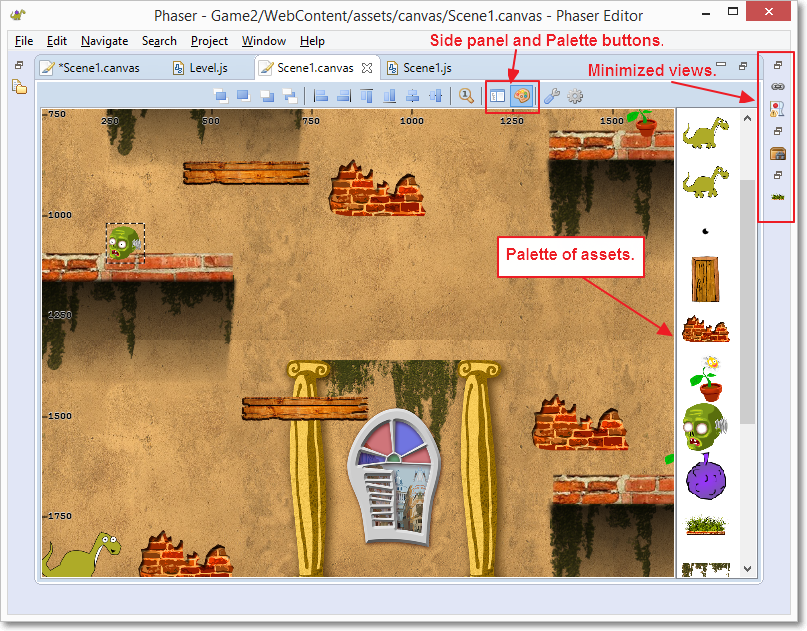 Phaser - Game2/WebContent/assets/canvas/Scene1.canvas - Phaser Editor
File Edit Navigate Search Project Window Help
Side panel and Palette buttons.
*Scene1.canvas Level.js Scene1.canvas Scene1.js
Minimized views.
750
250 500 750 1000 1250 1500
1000
Palette of assets.
1250
1500
1750